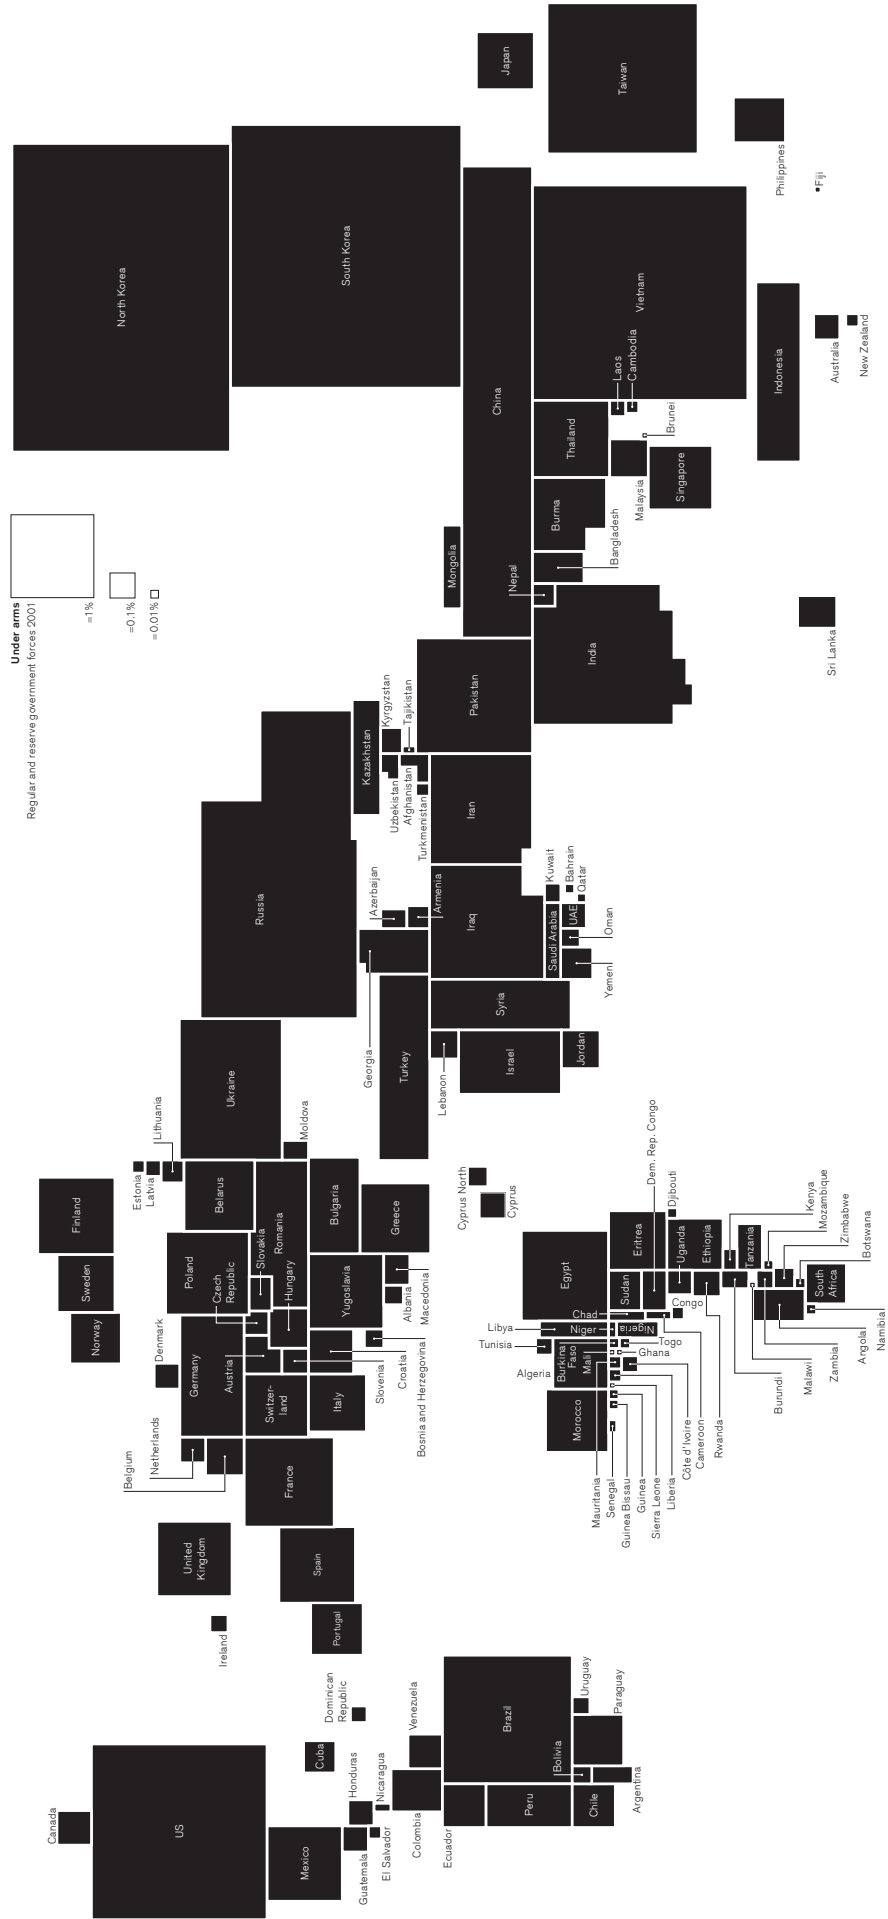 Under arms
Regular and reserve government forces 2001
=1%
=0.1%
=0.01%
Canada
US
Mexico
Cuba
Dominican
Republic
Honduras
Guatemala
El Salvador
Nicaragua
Colombia
Venezuela
Ecuador
Peru
Brazil
Bolivia
Chile
Uruguay
Paraguay
Argentina
Finland
Sweden
Norway
Denmark
Estonia
Latvia
Lithuania
Belgium
Netherlands
United
Kingdom
Ireland
Germany
Poland
Czech
Republic
Belarus
Ukraine
Austria
Slovakia
Romania
Moldova
Hungary
Switzer-
land
France
Spain
Portugal
Italy
Yugoslavia
Bulgaria
Greece
Slovenia
Croatia
Albania
Macedonia
Bosnia and Herzegovina
Russia
Georgia
Azerbaijan
Armenia
Turkey
Kazakhstan
Kyrgyzstan
Uzbekistan
Tajikistan
Afghanistan
Turkmenistan
Cyprus North
Cyprus
Lebanon
Israel
Syria
Jordan
Iraq
Iran
Kuwait
Saudi Arabia
Bahrain
UAE
Qatar
Oman
Yemen
Pakistan
Mongolia
China
North Korea
South Korea
Japan
Taiwan
Philippines
Fiji
Vietnam
Laos
Cambodia
Thailand
Burma
Nepal
Bangladesh
India
Malaysia
Brunei
Singapore
Indonesia
Sri Lanka
Australia
New Zealand
Libya
Tunisia
Algeria
Egypt
Morocco
Burkina
Faso
Mali
Niger
Chad
Sudan
Eritrea
Dem. Rep. Congo
Djibouti
Nigeria
Uganda
Ethiopia
Togo
Ghana
Congo
Mauritania
Senegal
Guinea Bissau
Guinea
Sierra Leone
Liberia
Côte d'Ivoire
Cameroon
Rwanda
Tanzania
Kenya
Mozambique
Zimbabwe
Botswana
South
Africa
Burundi
Malawi
Zambia
Angola
Namibia